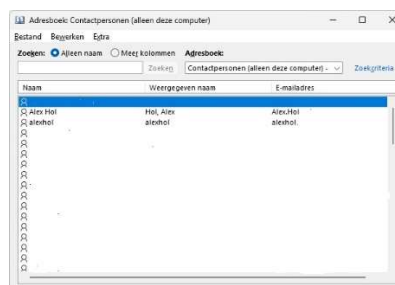 Adresboek: Contactpersonen (alleen deze computer)
Bestand Bewerken Extra
Zoeken: Alleen naam Meer kolommen Adresboek:
Zoeken Contactpersonen (alleen deze computer) - Zoekcriteria
Naam Weergegeven naam E-mailadres
Alex Hol Hol, Alex Alex.Hol
alexhol alexhol alexhol.